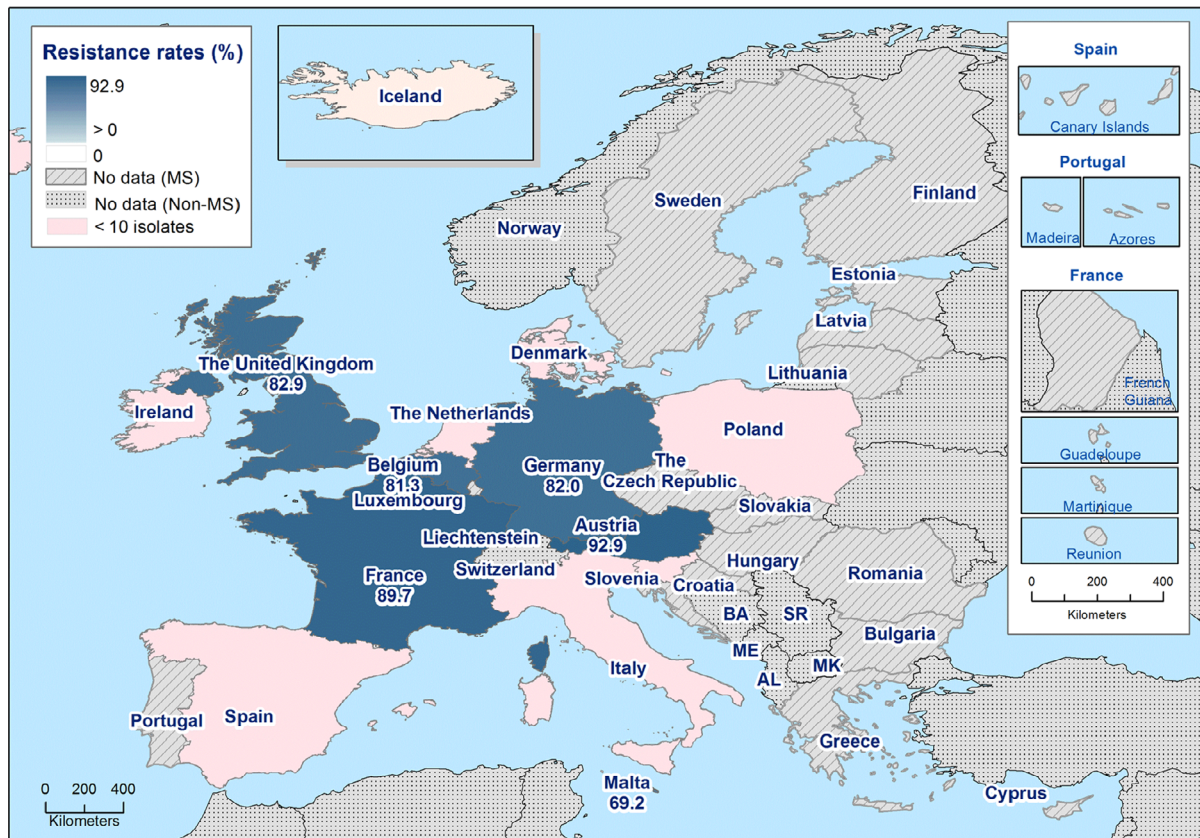 Resistance rates (%)
92.9
> 0
0
No data (MS)
No data (Non-MS)
< 10 isolates
Iceland
Spain
Canary Islands
Portugal
Madeira
Azores
France
French
Guiana
Guadeloupe
Martinique
Reunion
0 200 400
Kilometers
Sweden
Finland
Norway
Estonia
Latvia
Lithuania
Denmark
The United Kingdom
82.9
Ireland
The Netherlands
Poland
Belgium
81.3
Luxembourg
Germany
82.0
The
Czech Republic
Slovakia
Austria
92.9
Liechtenstein
Switzerland
Hungary
Slovenia
Croatia
Romania
France
89.7
BA
SR
Bulgaria
ME
MK
AL
Italy
Portugal
Spain
Greece
Malta
69.2
Cyprus
0 200 400
Kilometers